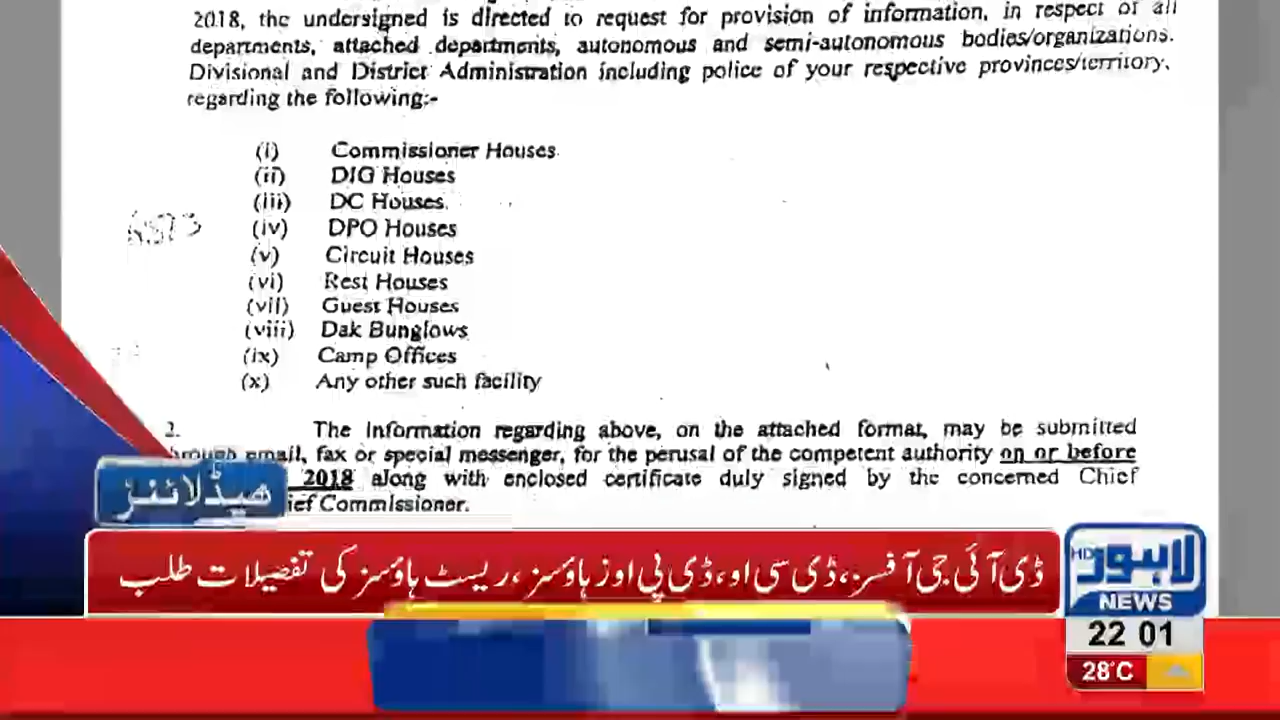 2018, the undersigned is directed to request for provision of information, in respect of all
departments, attached departments, autonomous and semi-autonomous bodies/organizations.
Divisional and District Administration including police of your respective provinces/territory,
regarding the following:-
(i) Commissioner Houses
(ii) DIG Houses
(iii) DC Houses
(iv) DPO Houses
(v) Circuit Houses
(vi) Rest Houses
(vii) Guest Houses
(viii) Dak Bunglows
(ix) Camp Offices
(x) Any other such facility
2. The Information regarding above, on the attached format, may be submitted
email, fax or special messenger, for the perusal of the competent authority on or before
2018 along with enclosed certificate duly signed by the concerned Chief
Commissioner.
ہیڈلائنز
ڈی آئی جی آفسز، ڈی سی او، ڈی پی اوز ہاؤسز، ریسٹ ہاؤسز کی تفصیلات طلب
لاہور
HD
NEWS
22 01
28°C